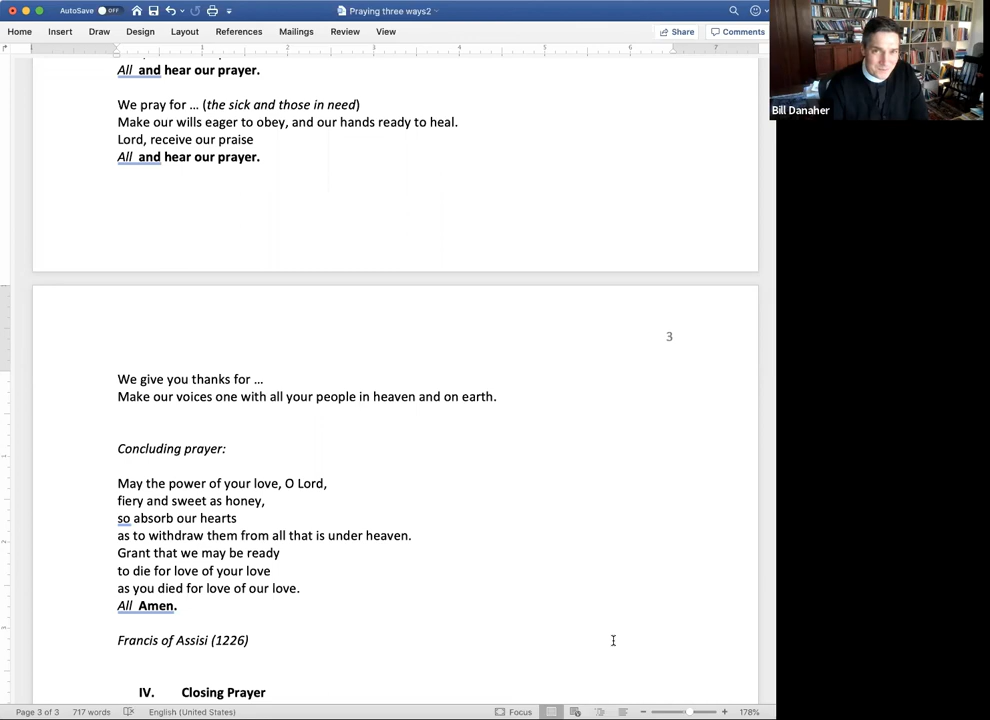 AutoSave OFF
Praying three ways2
Home Insert Draw Design Layout References Mailings Review View
Share Comments
1 2 3 4 5 6 7
All and hear our prayer.
We pray for ... (the sick and those in need)
Make our wills eager to obey, and our hands ready to heal.
Lord, receive our praise
All and hear our prayer.
3
We give you thanks for ...
Make our voices one with all your people in heaven and on earth.
Concluding prayer:
May the power of your love, O Lord,
fiery and sweet as honey,
so absorb our hearts
as to withdraw them from all that is under heaven.
Grant that we may be ready
to die for love of your love
as you died for love of our love.
All Amen.
Francis of Assisi (1226)
IV. Closing Prayer
Page 3 of 3 717 words English (United States) Focus 178%
Bill Danaher